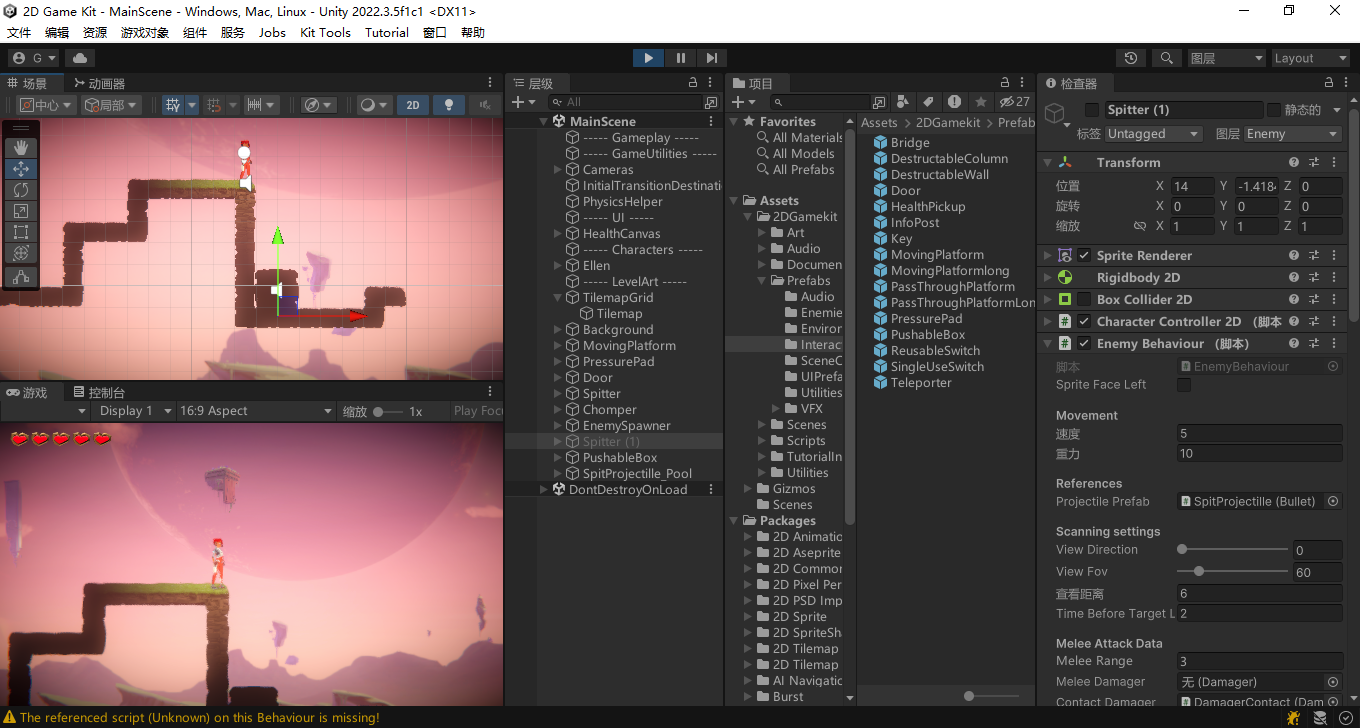 2D Game Kit - MainScene - Windows, Mac, Linux - Unity 2022.3.5f1c1 <DX11>
文件 编辑 资源 游戏对象 组件 服务 Jobs Kit Tools Tutorial 窗口 帮助
G 图层 Layout
场景 动画器
中心 局部 2D
游戏 控制台
Display 1 16:9 Aspect 缩放 1x Play Focu
层级
All
MainScene
----- Gameplay -----
----- GameUtilities -----
Cameras
InitialTransitionDestinati
PhysicsHelper
----- UI -----
HealthCanvas
----- Characters -----
Ellen
----- LevelArt -----
TilemapGrid
Tilemap
Background
MovingPlatform
PressurePad
Door
Spitter
Chomper
EnemySpawner
Spitter (1)
PushableBox
SpitProjectille_Pool
DontDestroyOnLoad
项目
27
Favorites
All Materials
All Models
All Prefabs
Assets
2DGamekit
Art
Audio
Documen
Prefabs
Audio
Enemie
Enviror
Interac
SceneC
UIPrefa
Utilities
VFX
Scenes
Scripts
TutorialIn
Utilities
Gizmos
Scenes
Packages
2D Animatic
2D Aseprite
2D Commor
2D Pixel Per
2D PSD Imp
2D Sprite
2D SpriteSh
2D Tilemap
2D Tilemap
AI Navigatic
Burst
Assets > 2DGamekit > Prefab
Bridge
DestructableColumn
DestructableWall
Door
HealthPickup
InfoPost
Key
MovingPlatform
MovingPlatformlong
PassThroughPlatform
PassThroughPlatformLon
PressurePad
PushableBox
ReusableSwitch
SingleUseSwitch
Teleporter
检查器
Spitter (1) 静态的
标签 Untagged 图层 Enemy
Transform
位置 X 14 Y -1.418 Z 0
旋转 X 0 Y 0 Z 0
缩放 X 1 Y 1 Z 1
Sprite Renderer
Rigidbody 2D
Box Collider 2D
Character Controller 2D （脚本
Enemy Behaviour （脚本）
脚本 EnemyBehaviour
Sprite Face Left
Movement
速度 5
重力 10
References
Projectile Prefab SpitProjectille (Bullet)
Scanning settings
View Direction 0
View Fov 60
查看距离 6
Time Before Target L 2
Melee Attack Data
Melee Range 3
Melee Damager 无 (Damager)
Contact Damager DamagerContact (Dam
The referenced script (Unknown) on this Behaviour is missing!